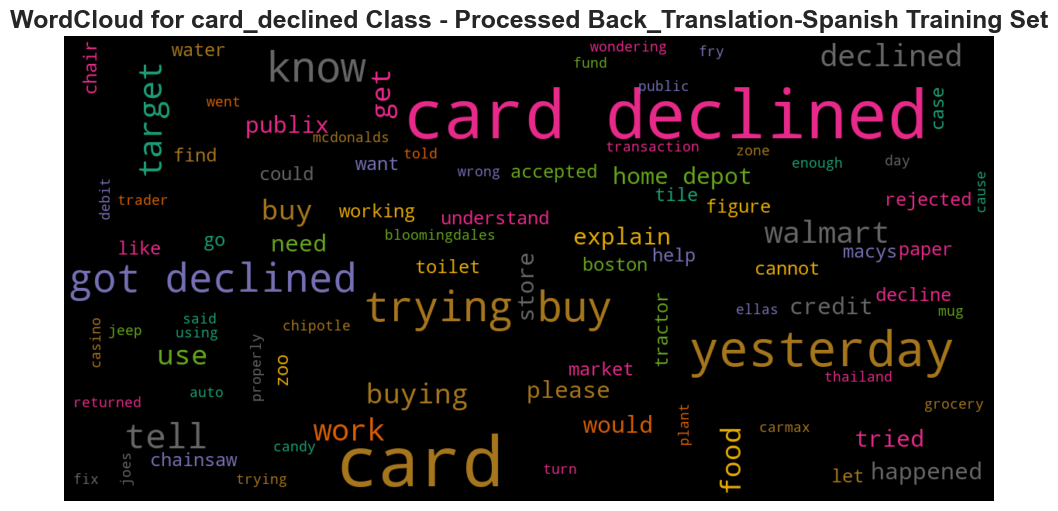 WordCloud for card_declined Class - Processed Back_Translation-Spanish Training Set
chair
water
know
get
wondering
fund
fry
declined
target
went
publix
mcdonalds
card declined
public
case
find
could
want
told
wrong
accepted
transaction
home depot
zone
enough
day
cause
debit
trader
buy
working
understand
tile
figure
rejected
like
go
need
bloomingdales
explain
walmart
macys
paper
got declined
toilet
store
boston
help
cannot
trying buy
tractor
ellas
credit
decline
mug
casino
jeep
said
using
chipotle
use
properly
zoo
yesterday
market
thailand
returned
auto
buying
please
grocery
tell
work
would
plant
carmax
tried
chainsaw
candy
card
food
fix
joes
trying
turn
let
happened